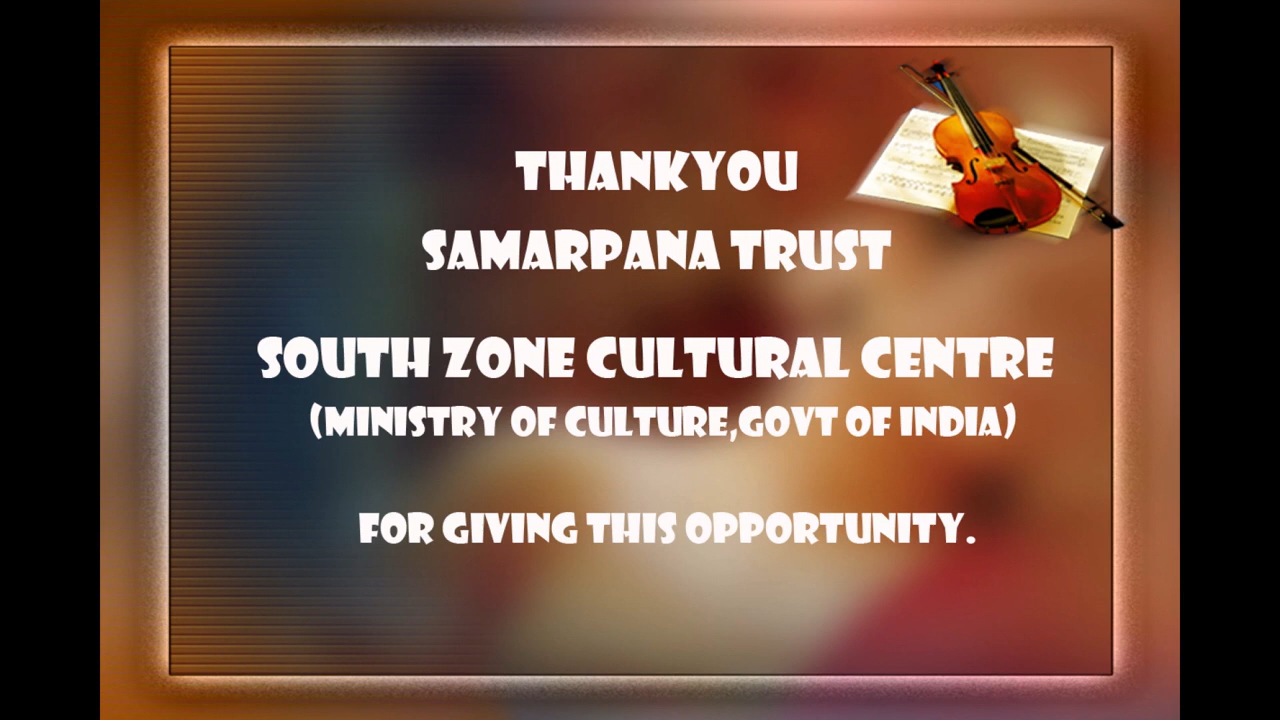 THANKYOU
SAMARPANA TRUST
SOUTH ZONE CULTURAL CENTRE
(MINISTRY OF CULTURE,GOVT OF INDIA)
FOR GIVING THIS OPPORTUNITY.